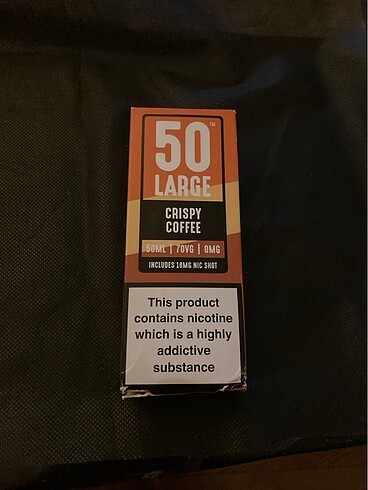 50™
LARGE
CRISPY
COFFEE
50ML | 70VG | 0MG
INCLUDES 18MG NIC SHOT
This product
contains nicotine
which is a highly
addictive
substance